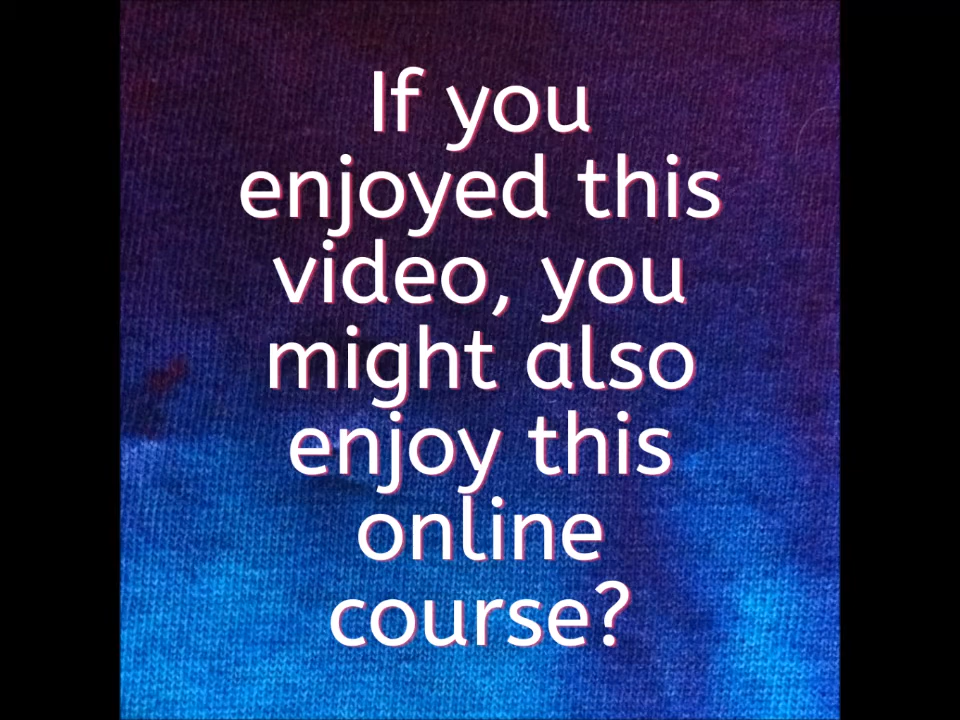 If you
enjoyed this
video, you
might also
enjoy this
online
course?